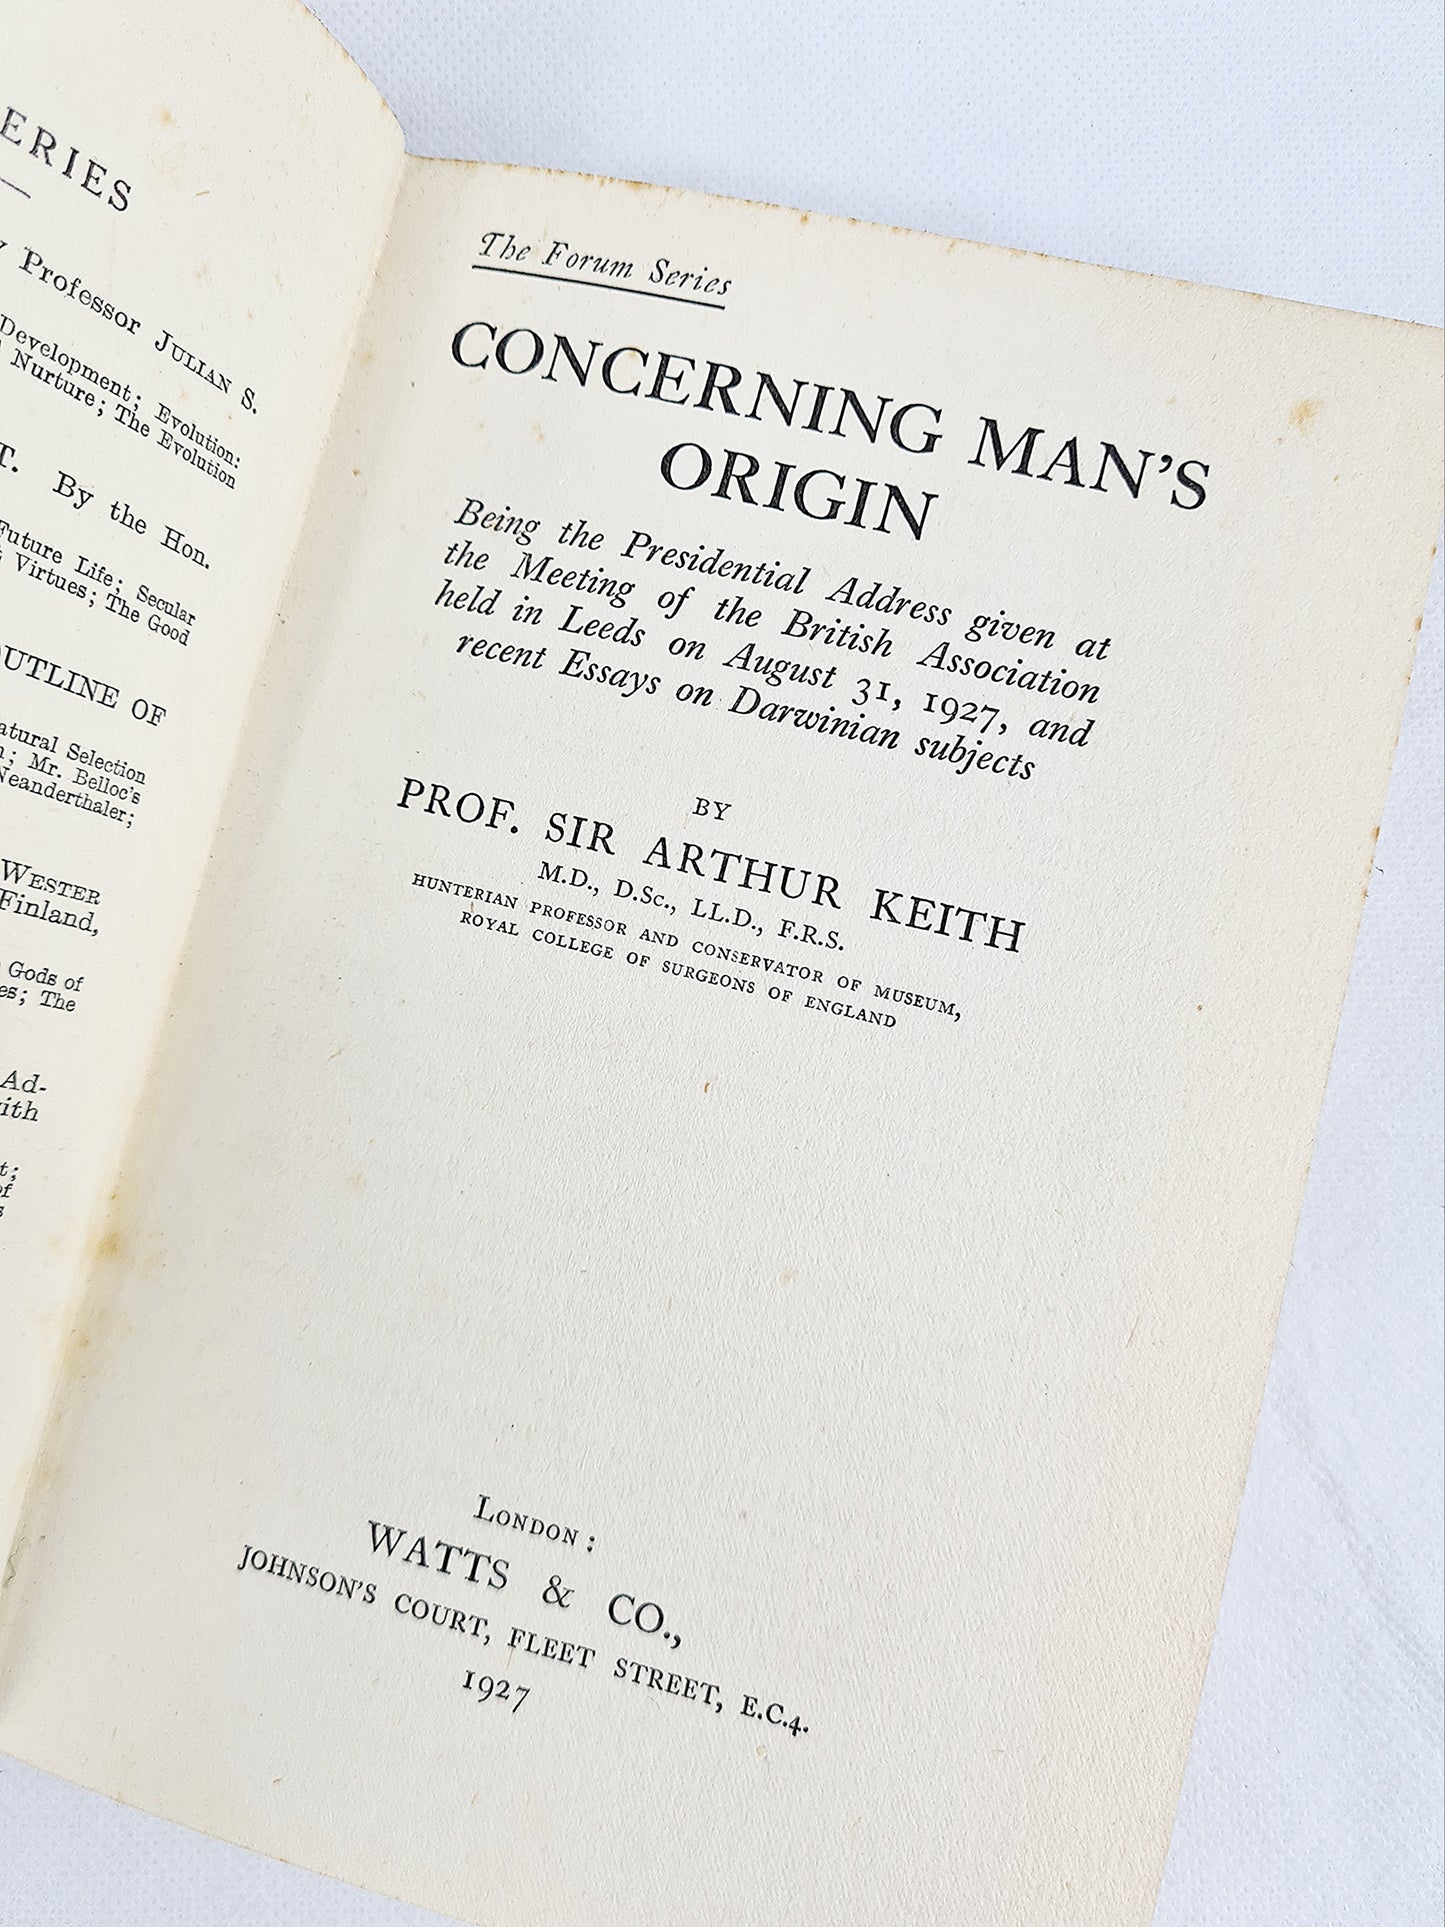 ERIES
Professor JULIAN S.
Development; Evolution:
Nurture; The Evolution
T. By the Hon.
Future Life; Secular
Virtues; The Good
OUTLINE OF
atural Selection
Mr. Belloc's
Neanderthaler;
WESTER
Finland,
Gods of
es; The
Ad-
with
t;
of
s
The Forum Series
CONCERNING MAN'S
ORIGIN
Being the Presidential Address given at
the Meeting of the British Association
held in Leeds on August 31, 1927, and
recent Essays on Darwinian subjects
BY
PROF. SIR ARTHUR KEITH
M.D., D.Sc., LL.D., F.R.S.
HUNTERIAN PROFESSOR AND CONSERVATOR OF MUSEUM,
ROYAL COLLEGE OF SURGEONS OF ENGLAND
LONDON:
WATTS & CO.,
JOHNSON'S COURT, FLEET STREET, E.C.4.
1927